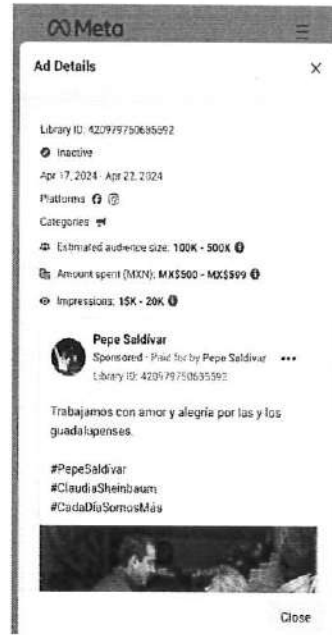 Meta
Ad Details
Library ID: 420979750635592
Inactive
Apr 17, 2024 - Apr 22, 2024
Platforms
Categories
Estimated audience size: 100K - 500K
Amount spent (MXN): MX$500 - MX$599
Impressions: 15K - 20K
Pepe Saldívar
Sponsored · Paid for by Pepe Saldívar
Library ID: 420979750635592
Trabajamos con amor y alegría por las y los
guadalupenses.
#PepeSaldívar
#ClaudiaSheinbaum
#CadaDíaSomosMás
Close